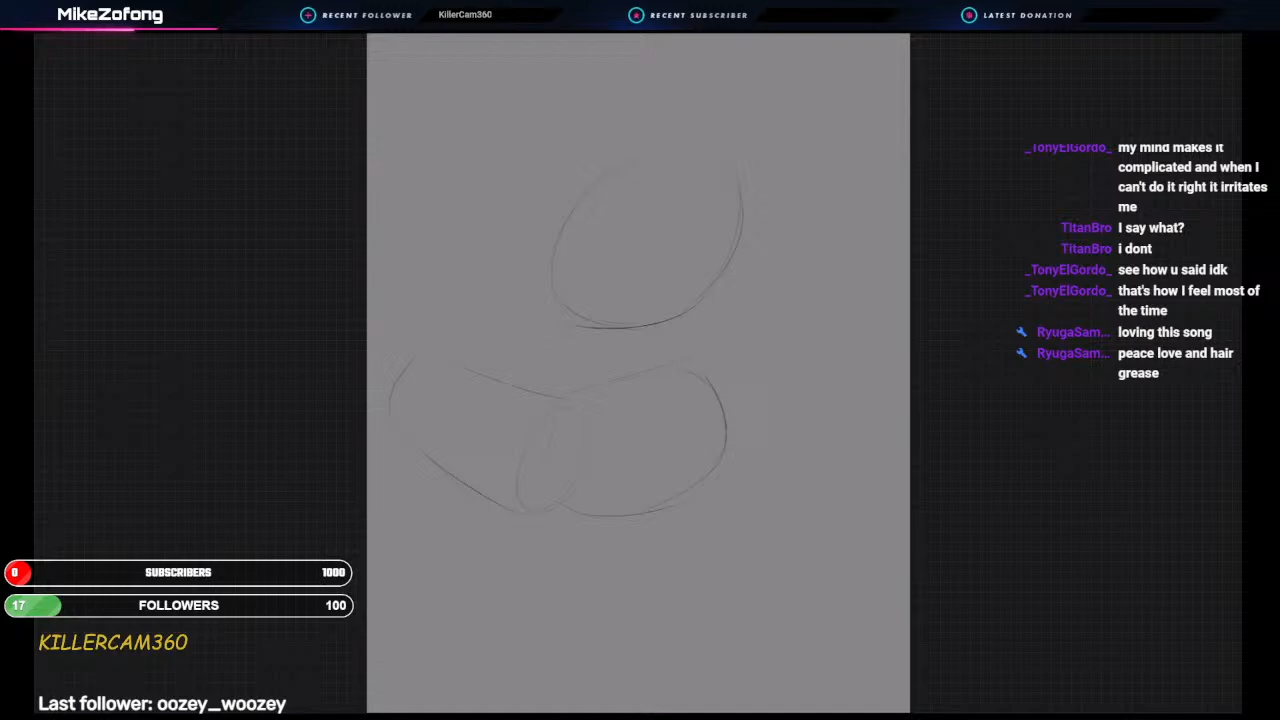 MikeZofong
RECENT FOLLOWER
KillerCam360
RECENT SUBSCRIBER
LATEST DONATION
_TonyElGordo_ my mind makes it
complicated and when I
can't do it right it irritates
me
TitanBro I say what?
TitanBro i dont
_TonyElGordo_ see how u said idk
_TonyElGordo_ that's how I feel most of
the time
RyugaSam... loving this song
RyugaSam... peace love and hair
grease
0 SUBSCRIBERS 1000
17 FOLLOWERS 100
KILLERCAM360
Last follower: oozey_woozey